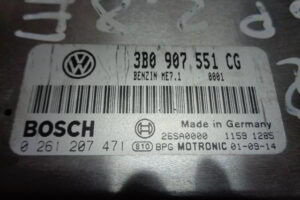 3B0 907 551 CG
BENZIN ME7.1 0001
BOSCH
Made in Germany
26SA0000 1159 1285
0 261 207 471
BPG MOTRONIC 01-09-14